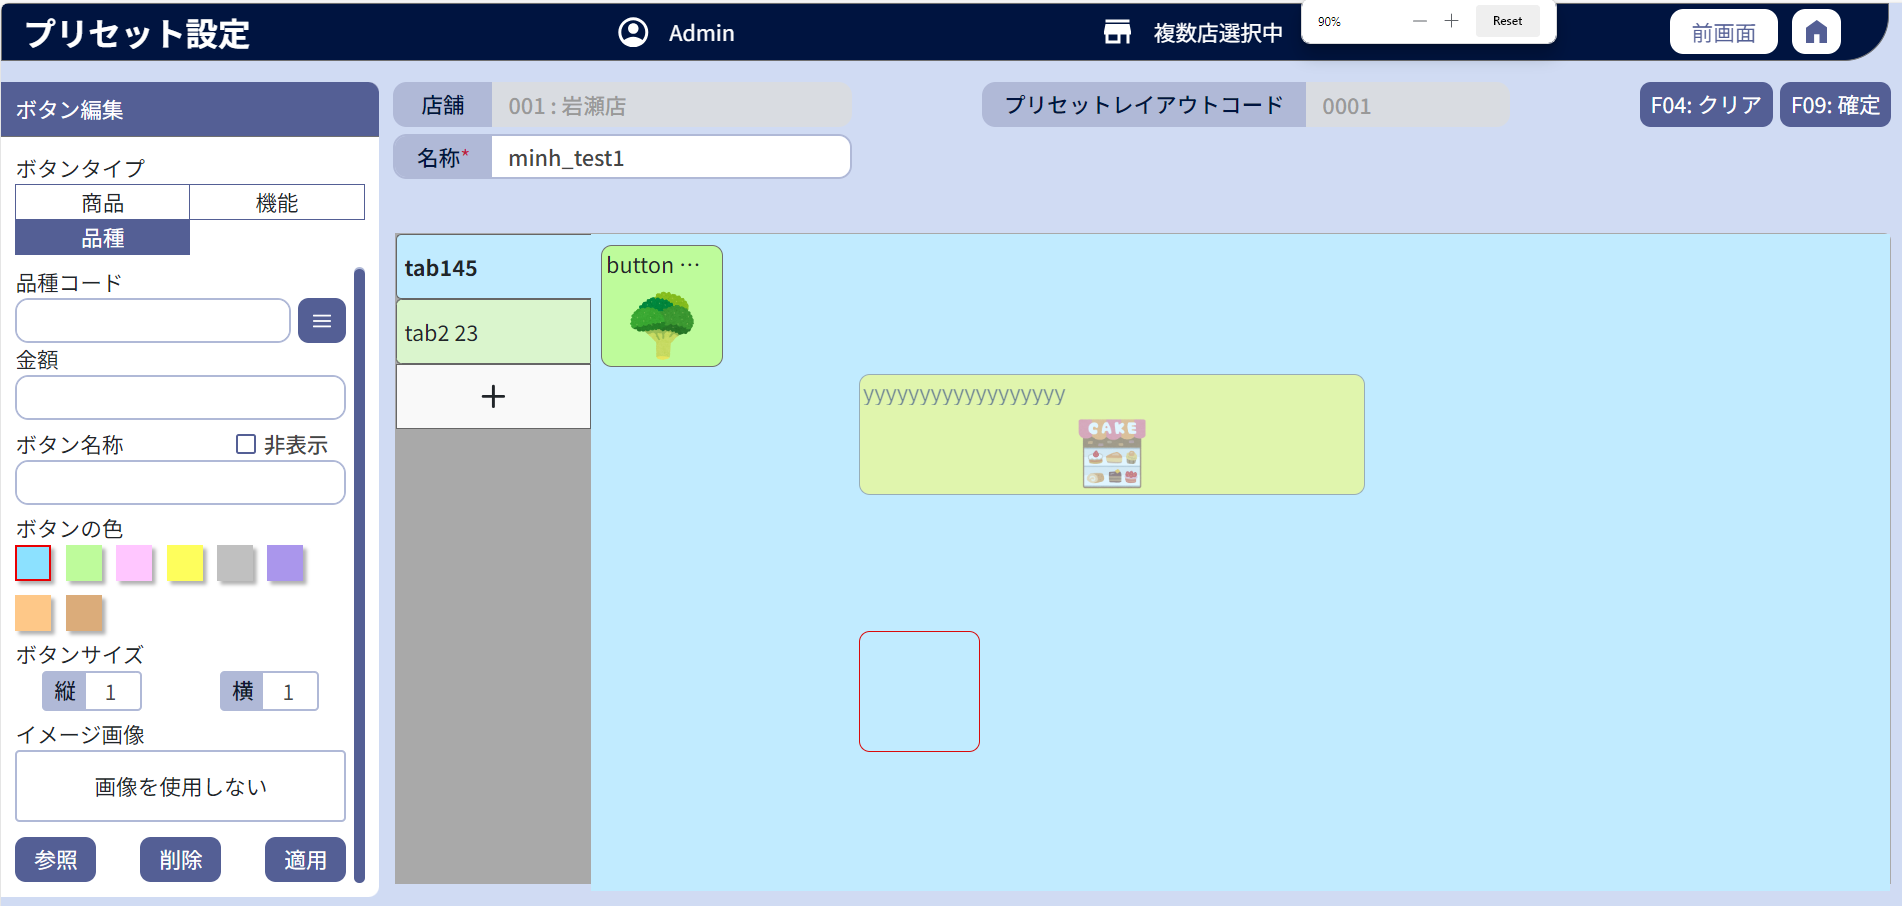 プリセット設定
Admin
複数店選択中
90%
Reset
前画面
ボタン編集
店舗
001 : 岩瀬店
プリセットレイアウトコード
0001
F04: クリア
F09: 確定
名称*
minh_test1
ボタンタイプ
商品
機能
品種
品種コード
金額
ボタン名称
非表示
ボタンの色
ボタンサイズ
縦
1
横
1
イメージ画像
画像を使用しない
参照
削除
適用
tab145
tab2 23
button …
yyyyyyyyyyyyyyyyyy
CAKE